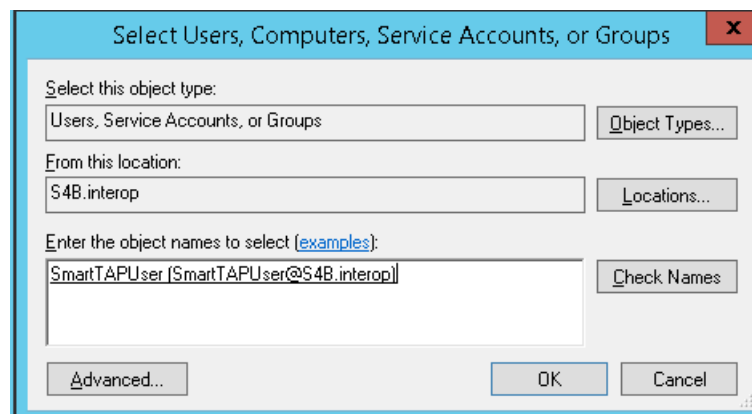 Select Users, Computers, Service Accounts, or Groups
x
Select this object type:
Users, Service Accounts, or Groups
Object Types...
From this location:
S4B.interop
Locations...
Enter the object names to select (examples):
SmartTAPUser (SmartTAPUser@S4B.interop)
Check Names
Advanced...
OK
Cancel